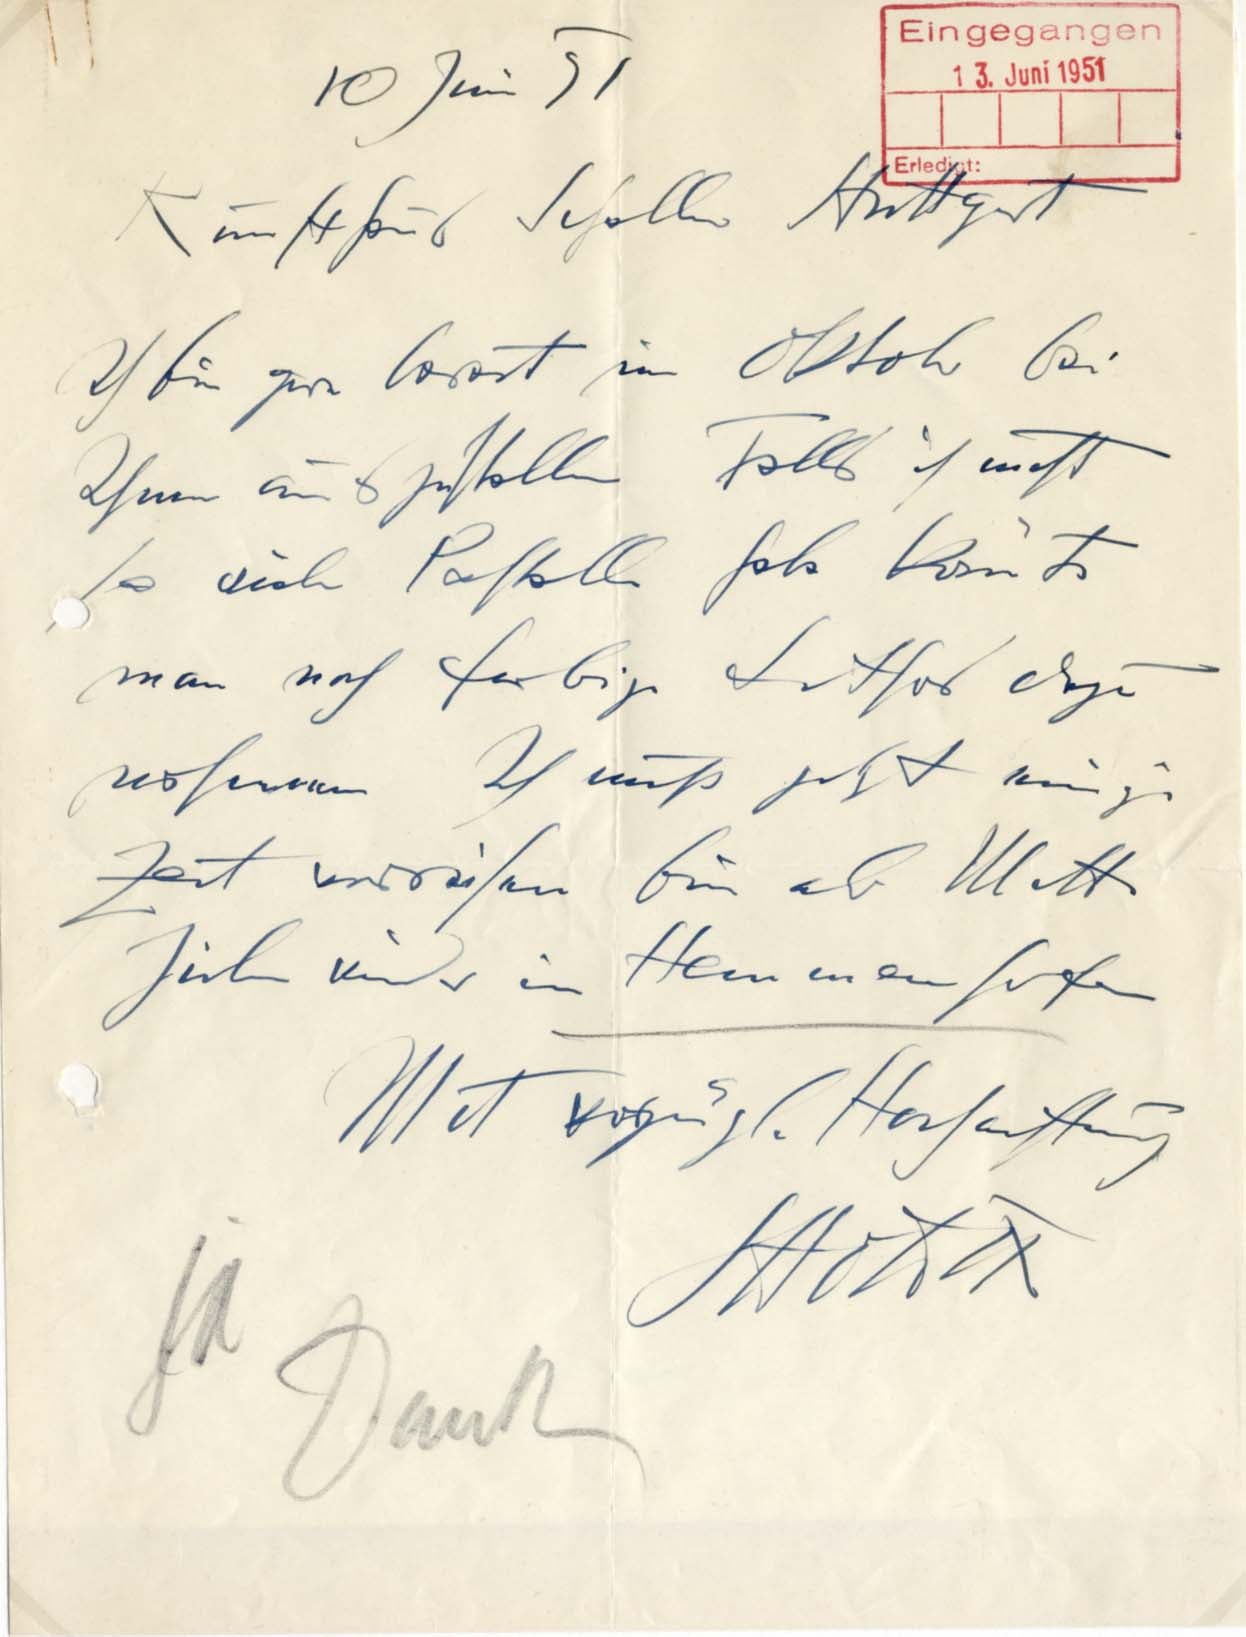 Eingegangen
13. Juni 1951
Erledigt:
10 Juni 51
Kunsthaus Schaller Stuttgart
Ich bin gern bereit im Oktob bei
Ihnen auszustellen Falls ich nicht
so viele Pastelle habe könnte
man noch farbige Lithos dazu
nehmen Ich muß jetzt einige
Zeit verreisen bin ab Mitte
Juli wieder in Hemmenhofen
Mit vorzügl. Hochachtung
Ja
Dank